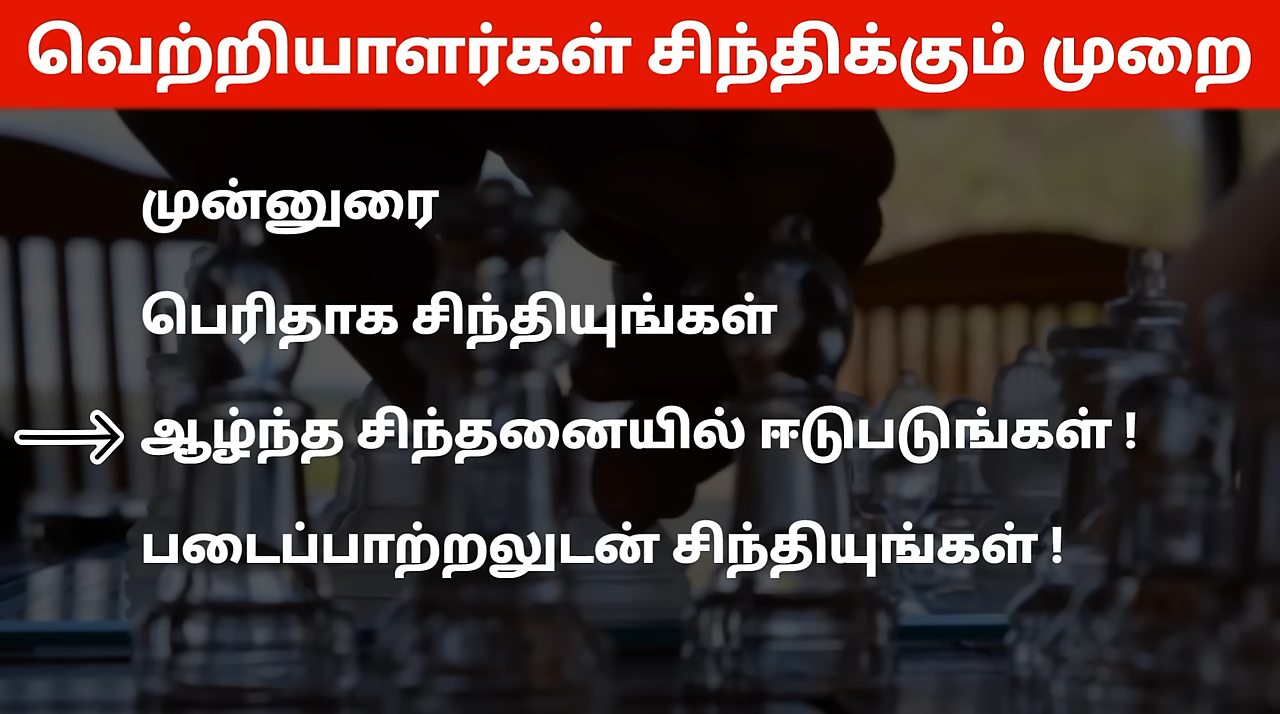 வெற்றியாளர்கள் சிந்திக்கும் முறை
முன்னுரை
பெரிதாக சிந்தியுங்கள்
ஆழ்ந்த சிந்தனையில் ஈடுபடுங்கள் !
படைப்பாற்றலுடன் சிந்தியுங்கள் !